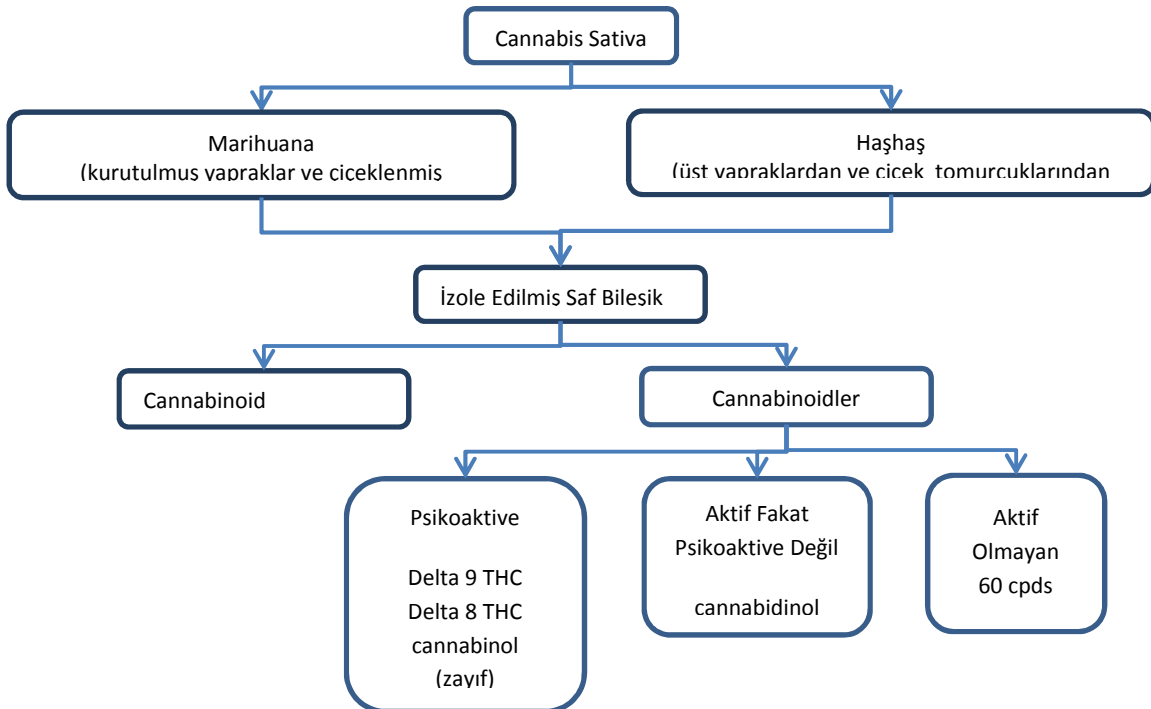 Cannabis Sativa
Marihuana
(kurutulmuş yapraklar ve çiçeklenmiş
Haşhaş
(üst yapraklardan ve çiçek tomurcuklarından
İzole Edilmiş Saf Bileşik
Cannabinoid
Cannabinoidler
Psikoaktive
Delta 9 THC
Delta 8 THC
cannabinol
(zayıf)
Aktif Fakat
Psikoaktive Değil
cannabidinol
Aktif
Olmayan
60 cpds